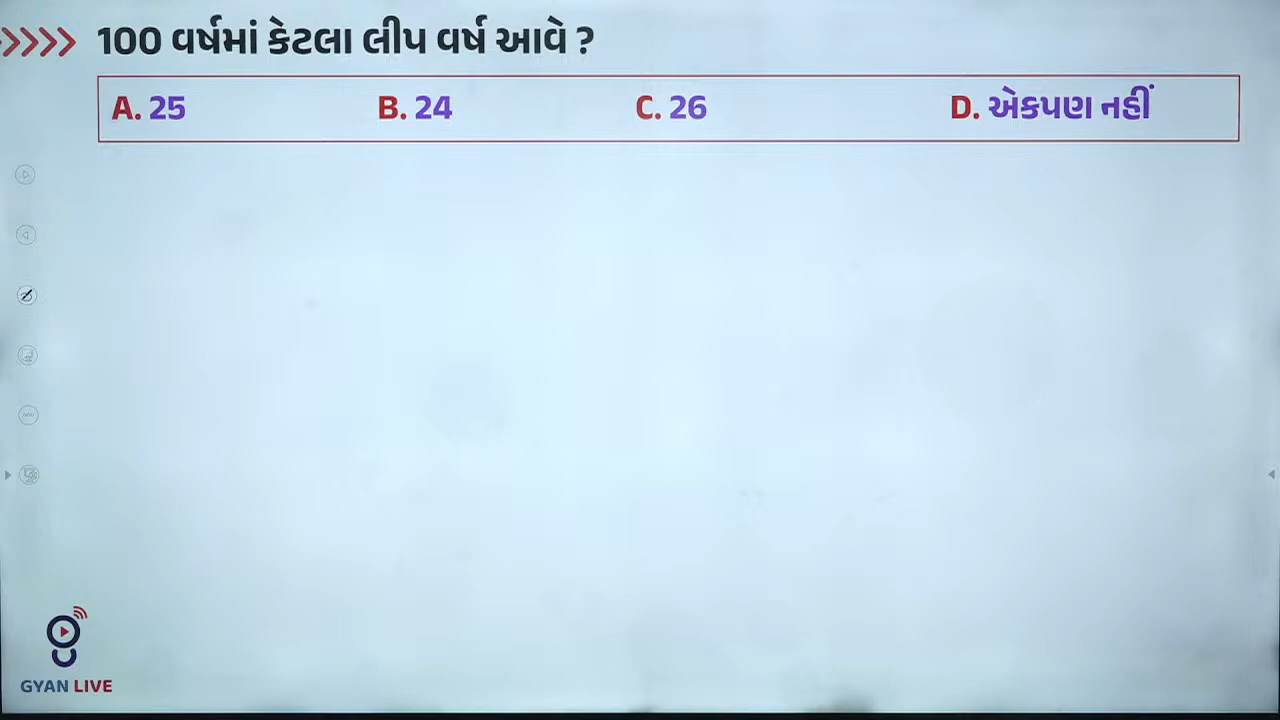 100 વર્ષમાં કેટલા લીપ વર્ષ આવે ?
A. 25 B. 24 C. 26 D. એકપણ નહીં
GYAN LIVE